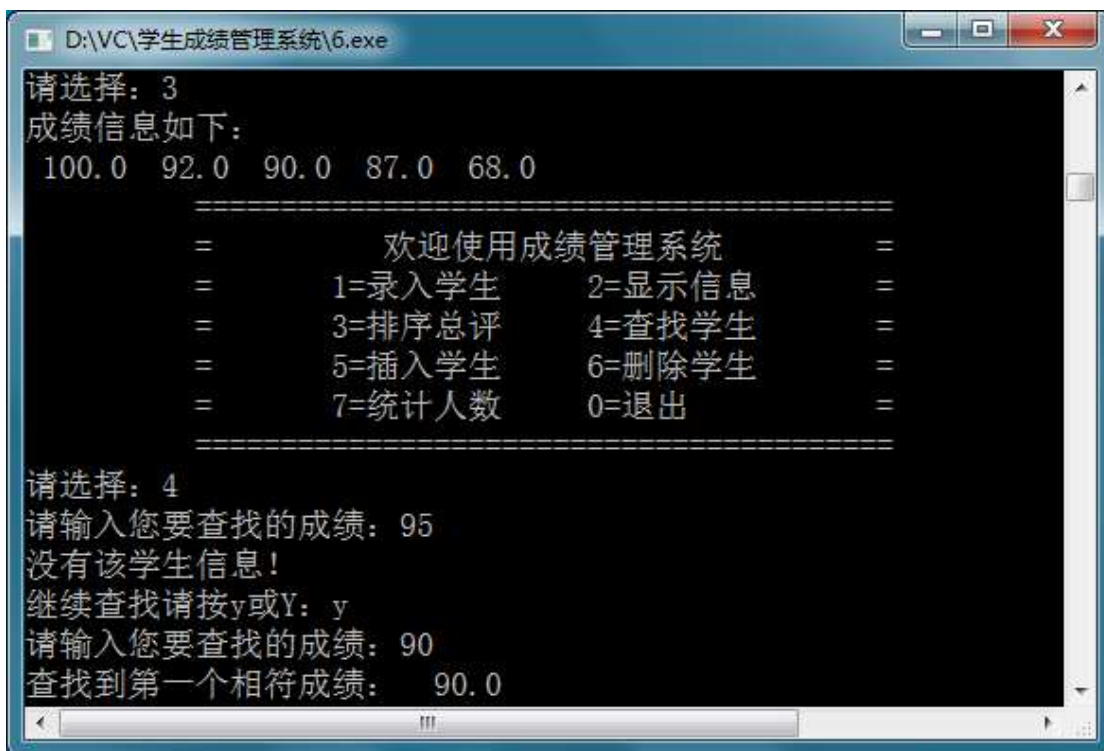 D:\VC\学生成绩管理系统\6.exe
请选择：3
成绩信息如下：
100.0  92.0  90.0  87.0  68.0
=========================================
=          欢迎使用成绩管理系统         =
=       1=录入学生     2=显示信息       =
=       3=排序总评     4=查找学生       =
=       5=插入学生     6=删除学生       =
=       7=统计人数     0=退出           =
=========================================
请选择：4
请输入您要查找的成绩：95
没有该学生信息！
继续查找请按y或Y：y
请输入您要查找的成绩：90
查找到第一个相符成绩：  90.0